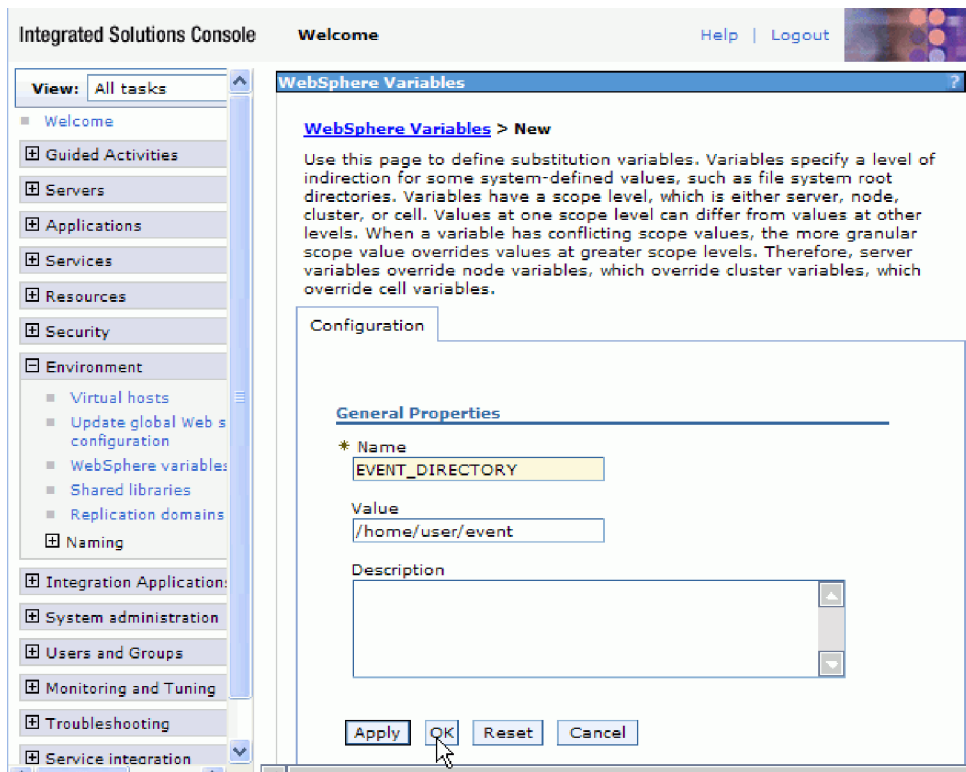 Integrated Solutions Console
Welcome
Help | Logout
View: All tasks
Welcome
Guided Activities
Servers
Applications
Services
Resources
Security
Environment
Virtual hosts
Update global Web s
configuration
WebSphere variables
Shared libraries
Replication domains
Naming
Integration Application
System administration
Users and Groups
Monitoring and Tuning
Troubleshooting
Service integration
WebSphere Variables
?
WebSphere Variables > New
Use this page to define substitution variables. Variables specify a level of
indirection for some system-defined values, such as file system root
directories. Variables have a scope level, which is either server, node,
cluster, or cell. Values at one scope level can differ from values at other
levels. When a variable has conflicting scope values, the more granular
scope value overrides values at greater scope levels. Therefore, server
variables override node variables, which override cluster variables, which
override cell variables.
Configuration
General Properties
* Name
EVENT_DIRECTORY
Value
/home/user/event
Description
Apply OK Reset Cancel